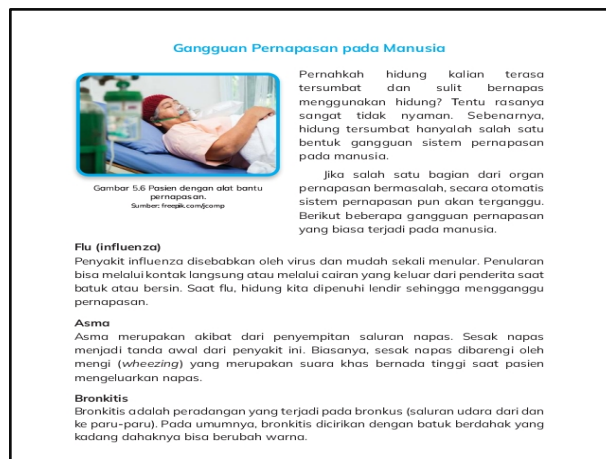 Gangguan Pernapasan pada Manusia
Pernahkah hidung kalian terasa
tersumbat dan sulit bernapas
menggunakan hidung? Tentu rasanya
sangat tidak nyaman. Sebenarnya,
hidung tersumbat hanyalah salah satu
bentuk gangguan sistem pernapasan
pada manusia.
Jika salah satu bagian dari organ
pernapasan bermasalah, secara otomatis
sistem pernapasan pun akan terganggu.
Berikut beberapa gangguan pernapasan
yang biasa terjadi pada manusia.
Gambar 5.6 Pasien dengan alat bantu
pernapasan.
Sumber: freepik.com/jcomp
Flu (influenza)
Penyakit influenza disebabkan oleh virus dan mudah sekali menular. Penularan
bisa melalui kontak langsung atau melalui cairan yang keluar dari penderita saat
batuk atau bersin. Saat flu, hidung kita dipenuhi lendir sehingga mengganggu
pernapasan.
Asma
Asma merupakan akibat dari penyempitan saluran napas. Sesak napas
menjadi tanda awal dari penyakit ini. Biasanya, sesak napas dibarengi oleh
mengi (wheezing) yang merupakan suara khas bernada tinggi saat pasien
mengeluarkan napas.
Bronkitis
Bronkitis adalah peradangan yang terjadi pada bronkus (saluran udara dari dan
ke paru-paru). Pada umumnya, bronkitis dicirikan dengan batuk berdahak yang
kadang dahaknya bisa berubah warna.